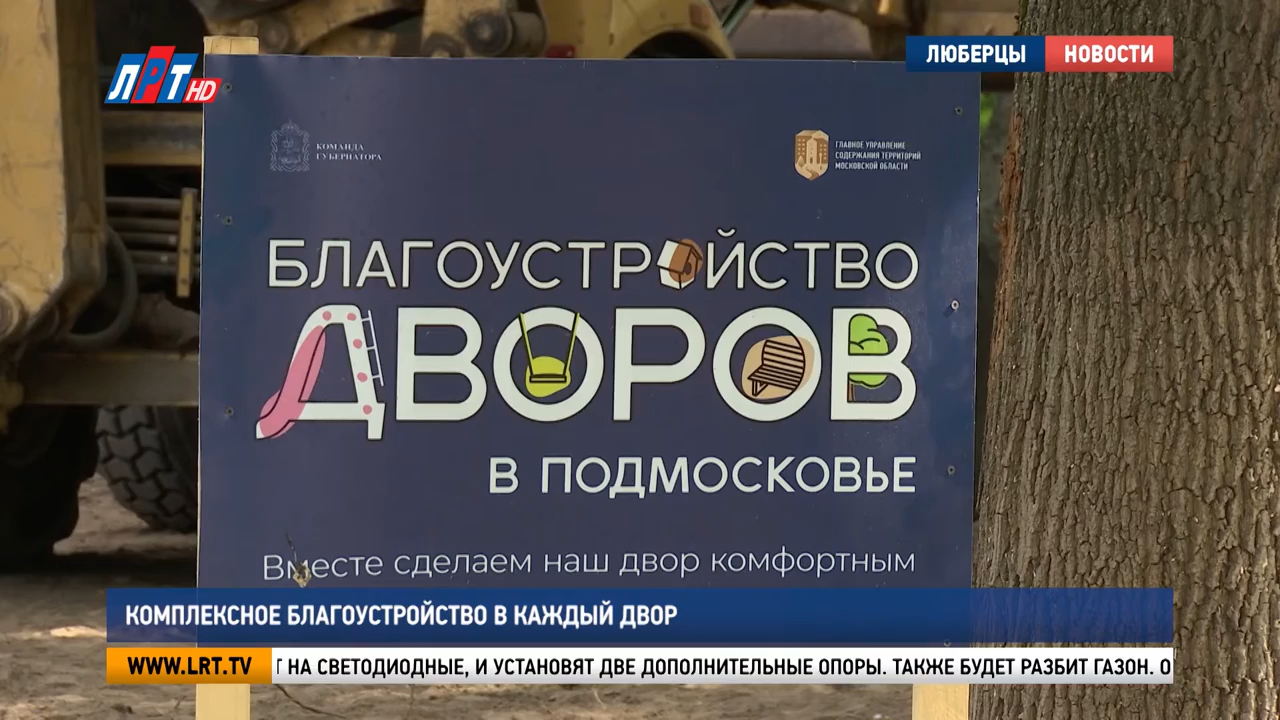 ЛРТ HD
ЛЮБЕРЦЫ НОВОСТИ
КОМАНДА
ГУБЕРНАТОРА
ГЛАВНОЕ УПРАВЛЕНИЕ
СОДЕРЖАНИЯ ТЕРРИТОРИЙ
МОСКОВСКОЙ ОБЛАСТИ
БЛАГОУСТРОЙСТВО
ДВОРОВ
В ПОДМОСКОВЬЕ
Вместе сделаем наш двор комфортным
КОМПЛЕКСНОЕ БЛАГОУСТРОЙСТВО В КАЖДЫЙ ДВОР
WWW.LRT.TV Т НА СВЕТОДИОДНЫЕ, И УСТАНОВЯТ ДВЕ ДОПОЛНИТЕЛЬНЫЕ ОПОРЫ. ТАКЖЕ БУДЕТ РАЗБИТ ГАЗОН. О